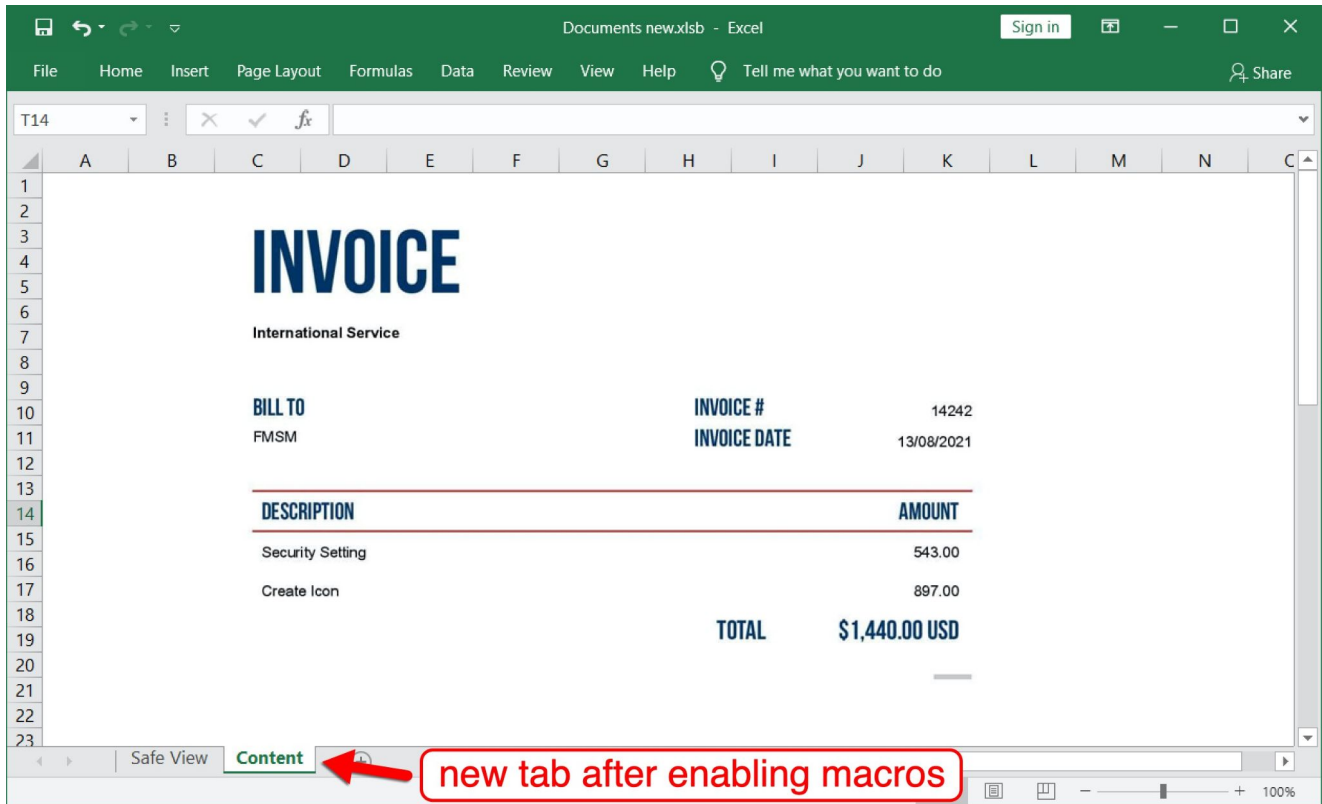 Documents new.xlsb - Excel
Sign in
File Home Insert Page Layout Formulas Data Review View Help Tell me what you want to do Share
T14 fx
A B C D E F G H I J K L M N
1
2
3
4
5
6
7
8
9
10
11
12
13
14
15
16
17
18
19
20
21
22
23
INVOICE
International Service
BILL TO
FMSM
INVOICE # 14242
INVOICE DATE 13/08/2021
DESCRIPTION AMOUNT
Security Setting 543.00
Create Icon 897.00
TOTAL $1,440.00 USD
Safe View Content
new tab after enabling macros
100%